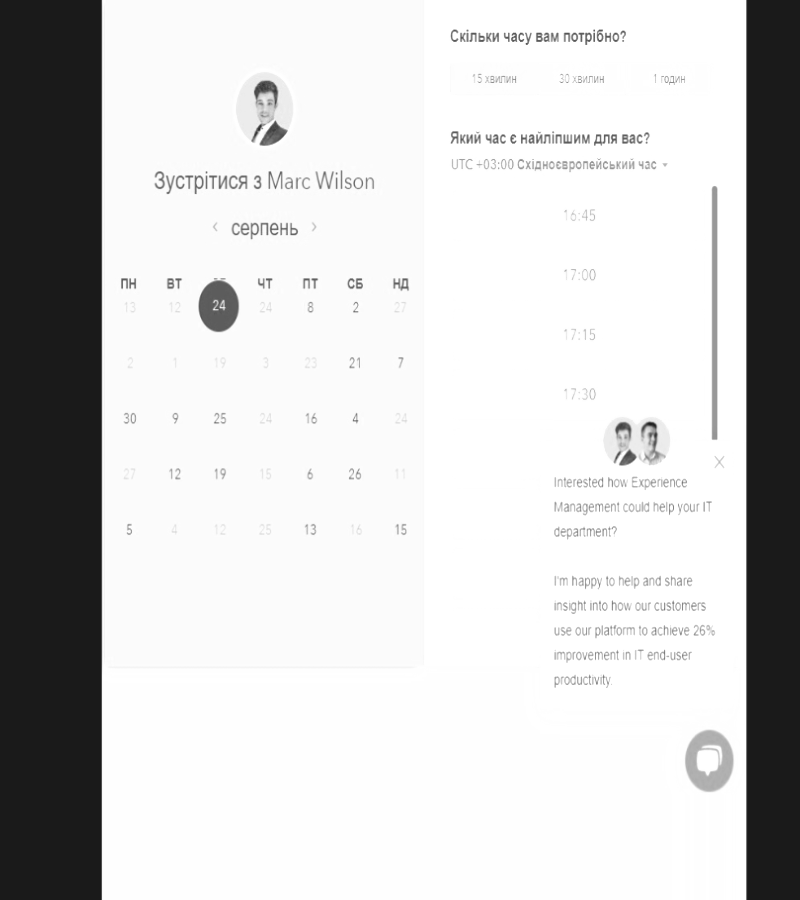 Зустрітися з Marc Wilson
серпень
ПН ВТ ЧТ ПТ СБ НД
13 12 24 24 8 2 27
2 1 19 3 23 21 7
30 9 25 24 16 4 24
27 12 19 15 6 26 11
5 4 12 25 13 16 15
Скільки часу вам потрібно?
15 хвилин 30 хвилин 1 годин
Який час є найліпшим для вас?
UTC +03:00 Східноєвропейський час
16:45
17:00
17:15
17:30
X
Interested how Experience
Management could help your IT
department?
I'm happy to help and share
insight into how our customers
use our platform to achieve 26%
improvement in IT end-user
productivity.